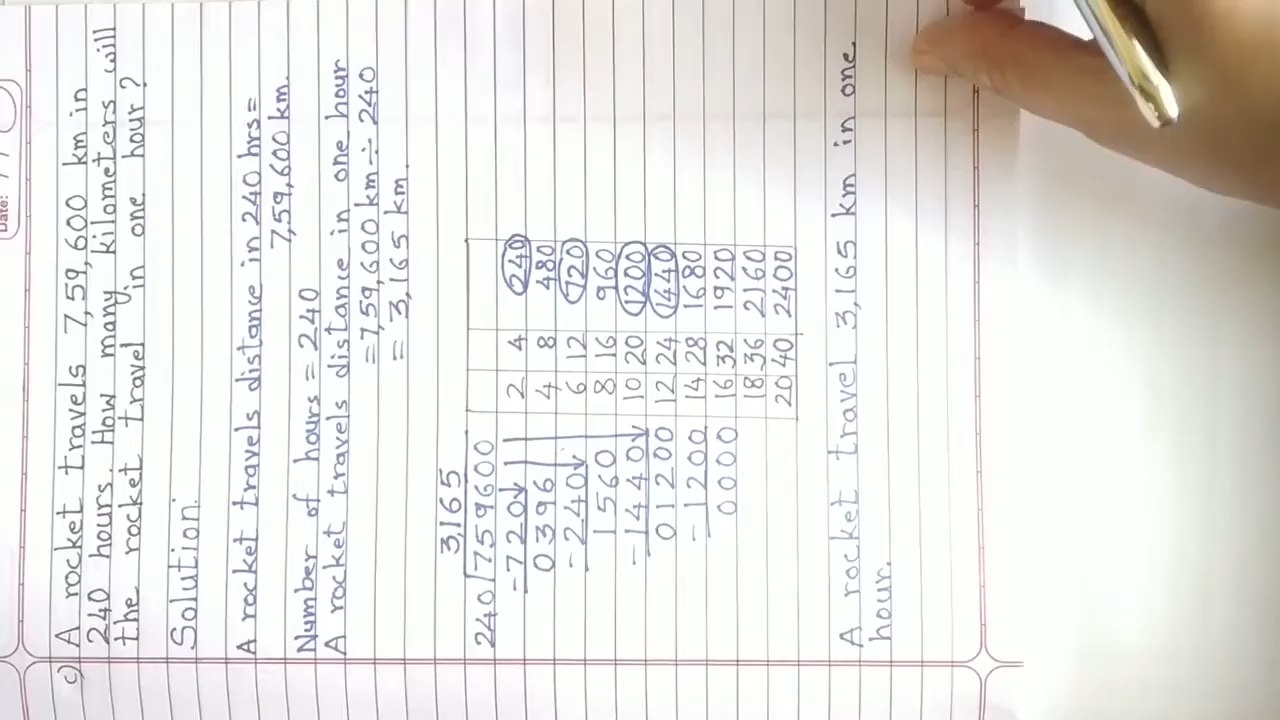 Date: / /
c) A rocket travels 7,59,600 km in
240 hours. How many kilometers will
the rocket travel in one hour?
Solution:
A rocket travels distance in 240 hrs =
7,59,600 km.
Number of hours = 240
A rocket travels distance in one hour
= 7,59,600 km ÷ 240
= 3,165 km.
3,165
240 759600
- 720↓
0396
- 240↓
1560
- 1440↓
01200
- 1200
0000
2 4 240
4 8 480
6 12 720
8 16 960
10 20 1200
12 24 1440
14 28 1680
16 32 1920
18 36 2160
20 40 2400
A rocket travel 3,165 km in one
hour.